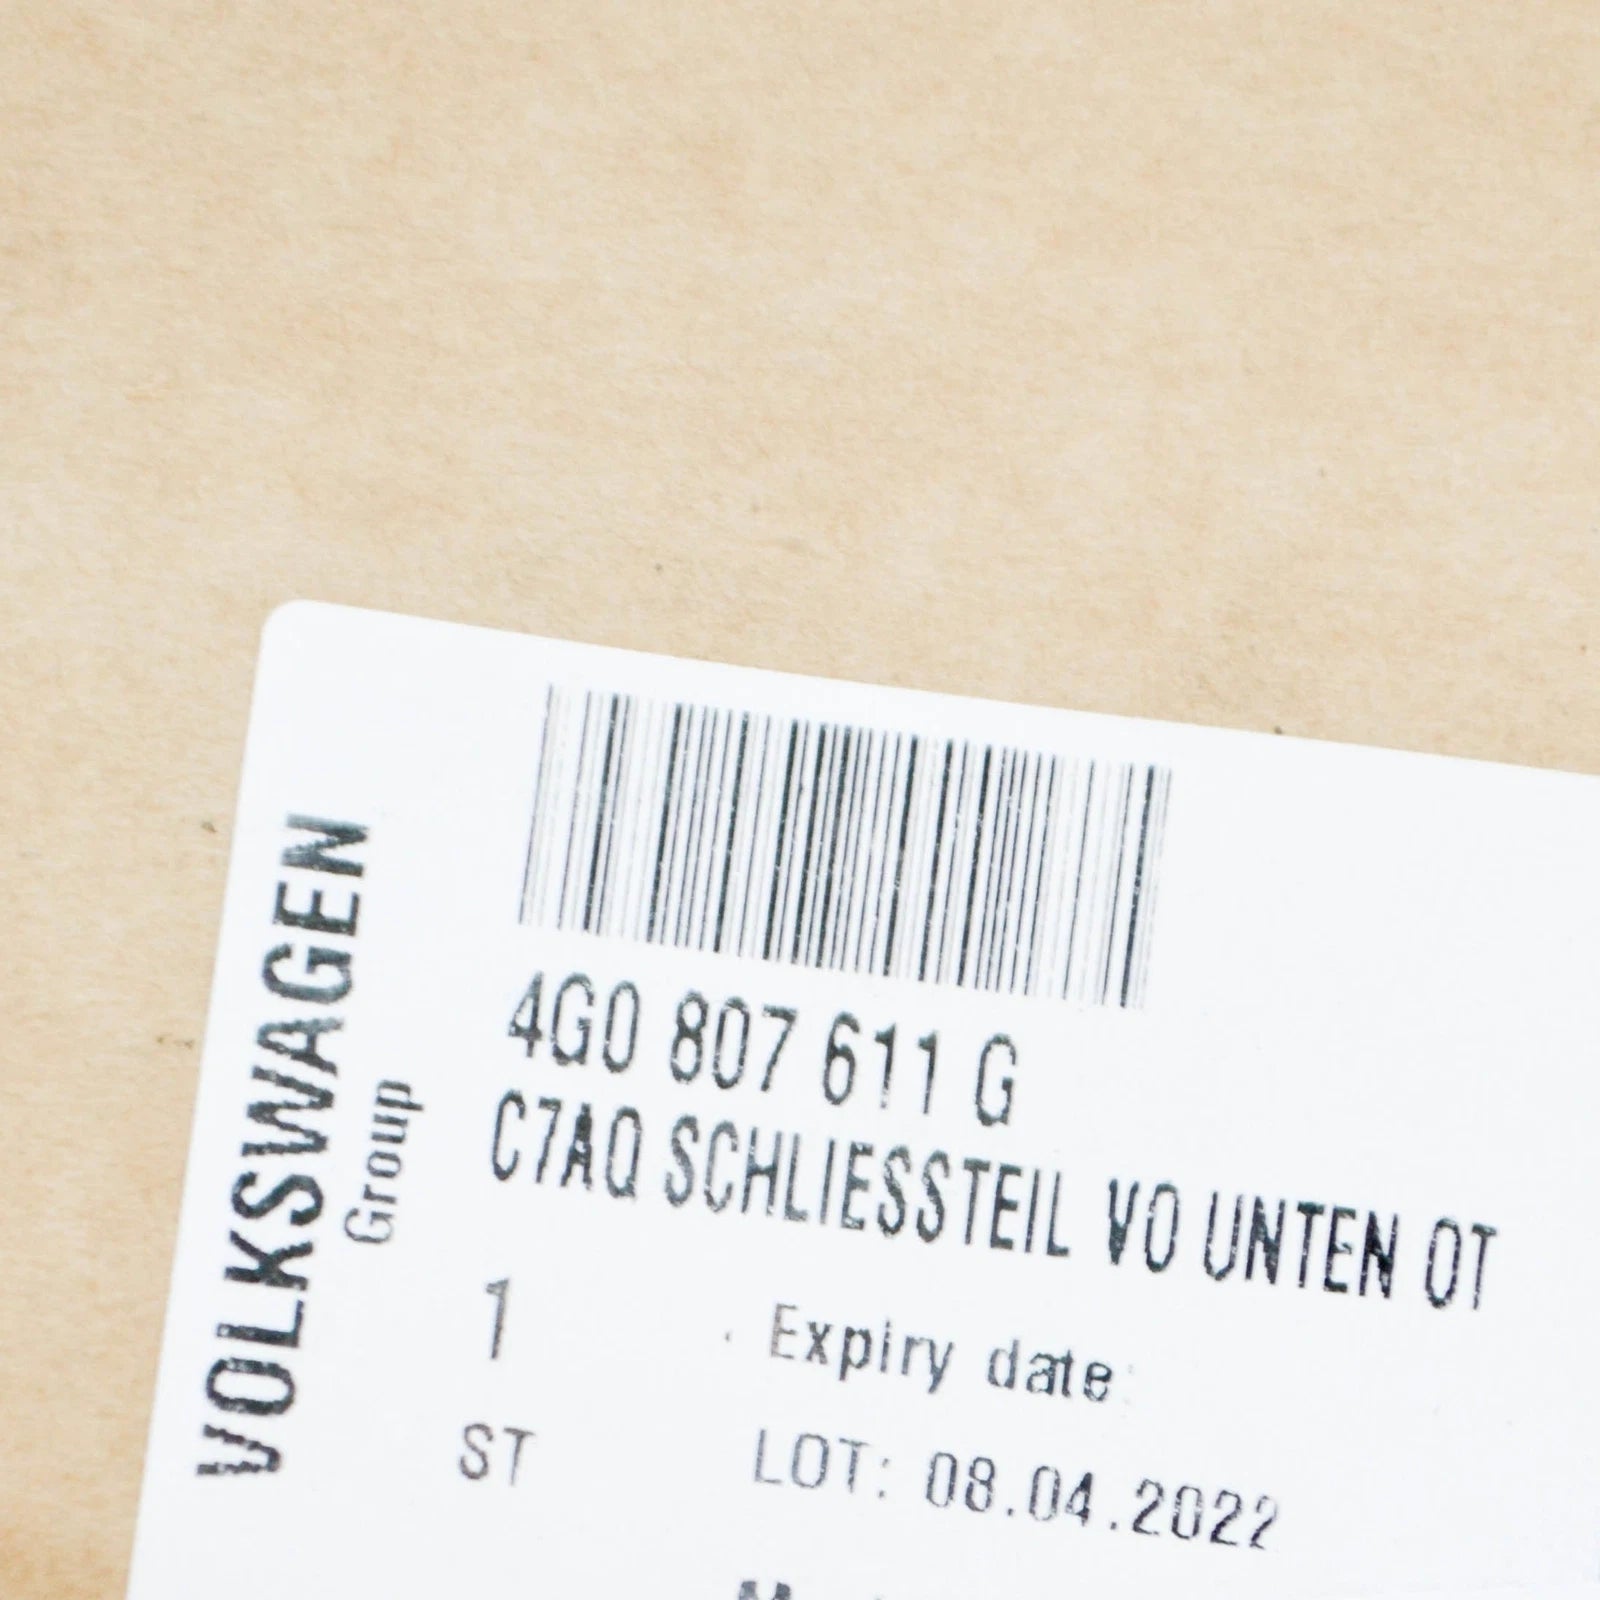 VOLKSWAGEN
Group
4G0 807 611 G
C7AQ SCHLIESSTEIL VO UNTEN OT
1
Expiry date:
ST
LOT: 08.04.2022